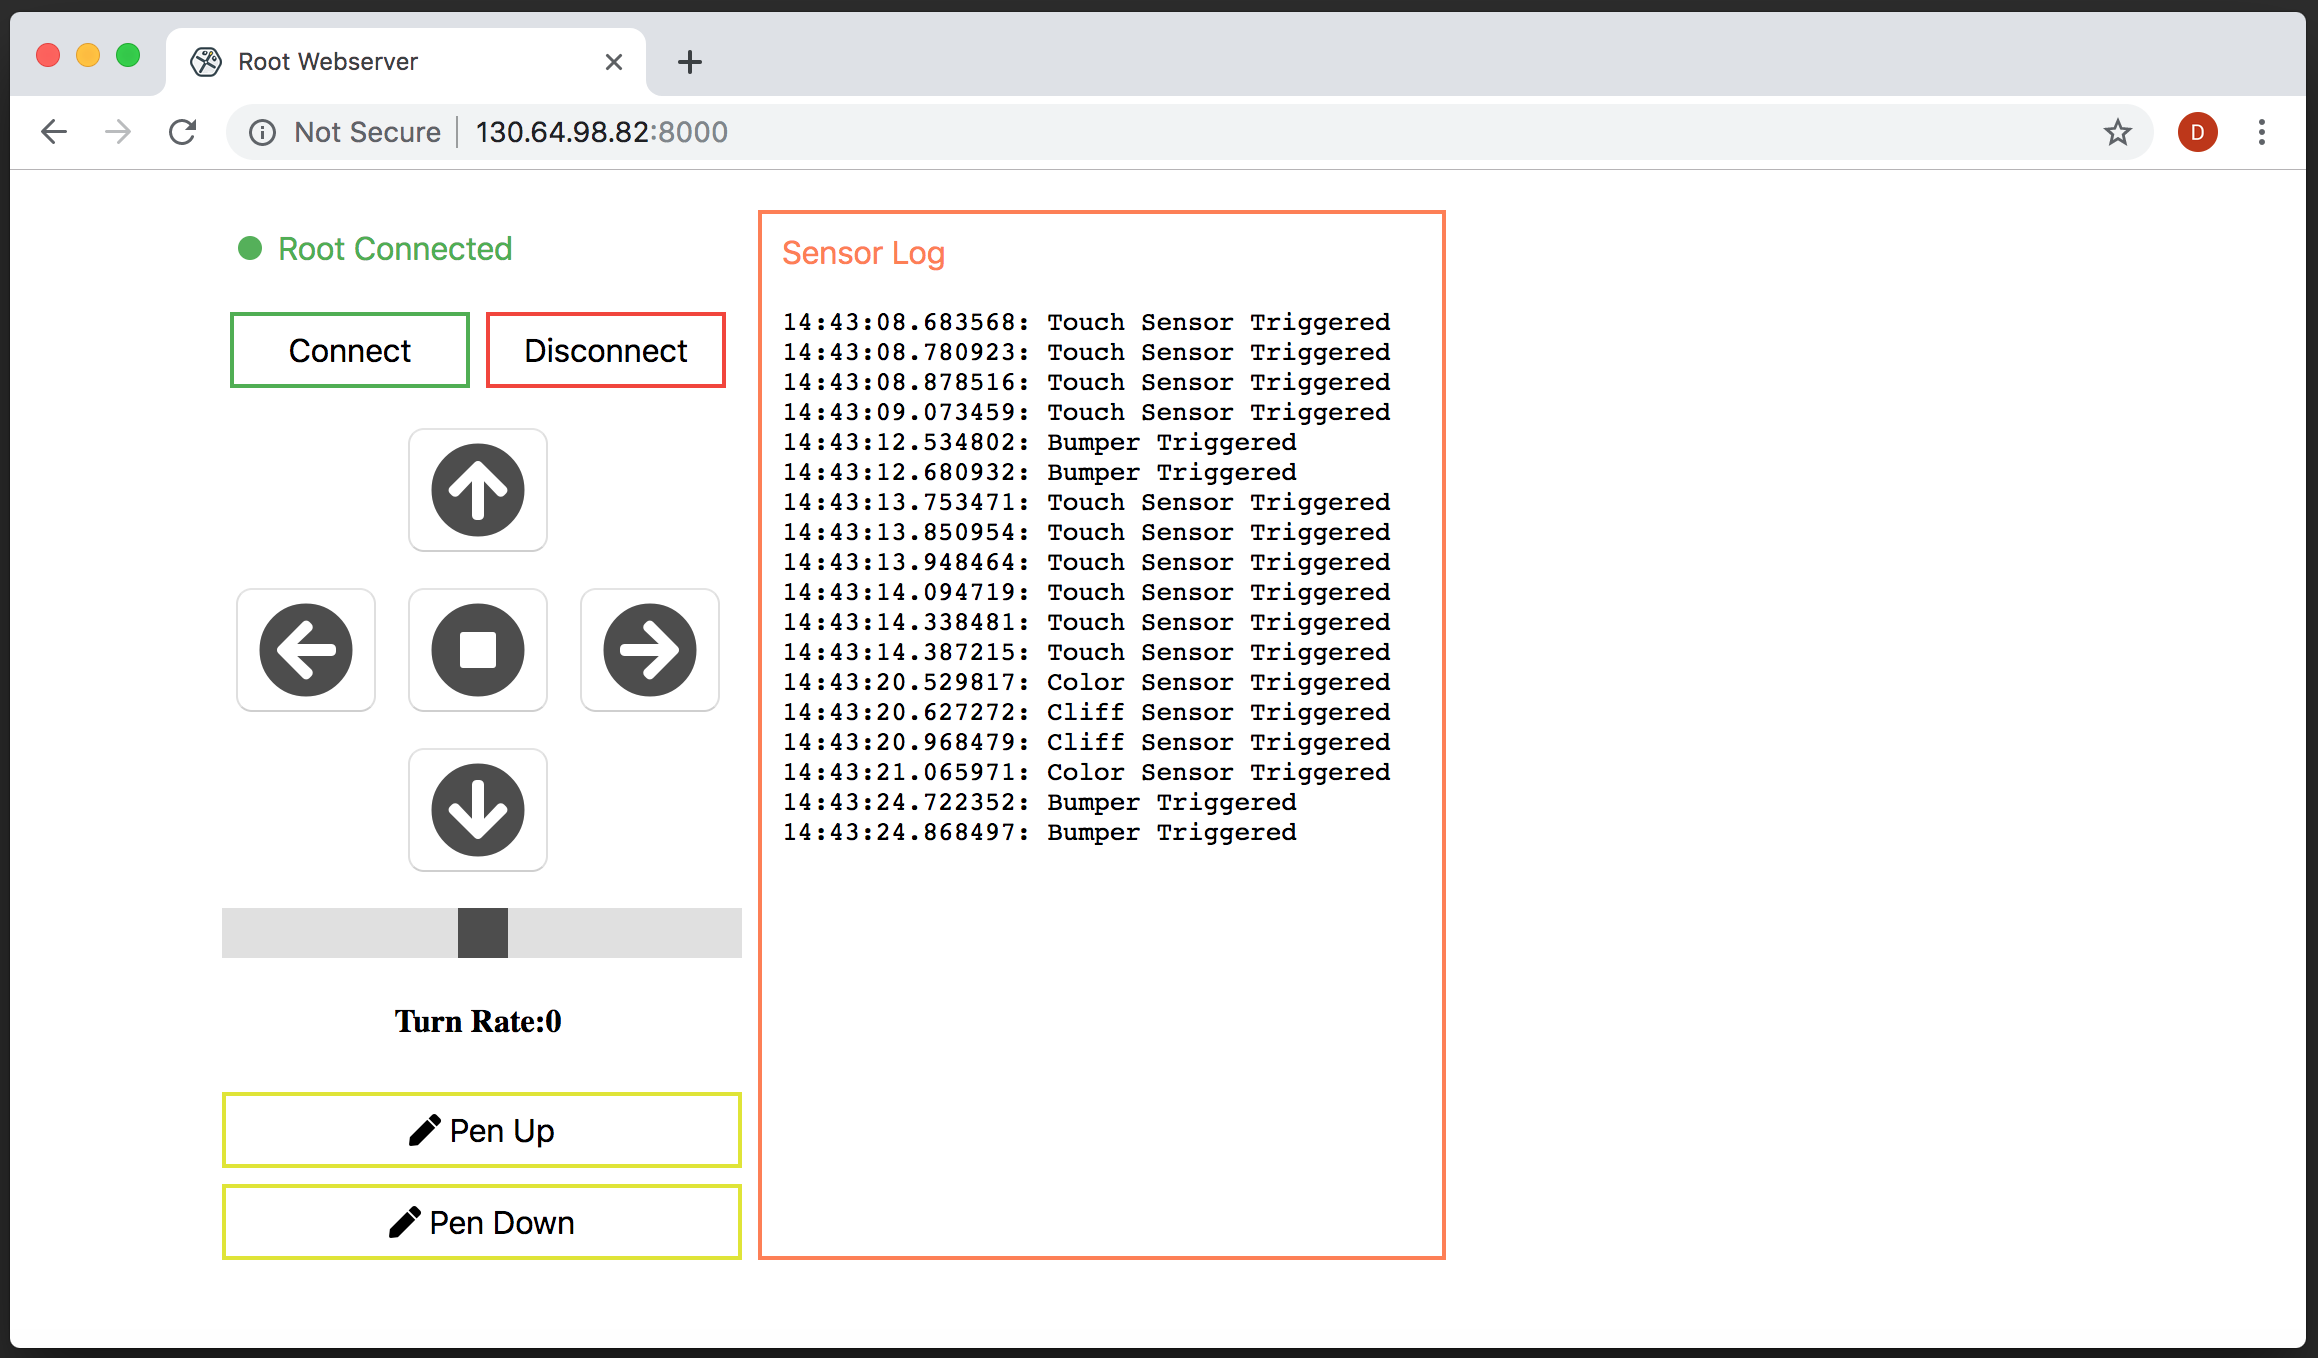 Root Webserver
Not Secure 130.64.98.82:8000
D
Root Connected
Connect
Disconnect
Turn Rate:0
Pen Up
Pen Down
Sensor Log
14:43:08.683568: Touch Sensor Triggered
14:43:08.780923: Touch Sensor Triggered
14:43:08.878516: Touch Sensor Triggered
14:43:09.073459: Touch Sensor Triggered
14:43:12.534802: Bumper Triggered
14:43:12.680932: Bumper Triggered
14:43:13.753471: Touch Sensor Triggered
14:43:13.850954: Touch Sensor Triggered
14:43:13.948464: Touch Sensor Triggered
14:43:14.094719: Touch Sensor Triggered
14:43:14.338481: Touch Sensor Triggered
14:43:14.387215: Touch Sensor Triggered
14:43:20.529817: Color Sensor Triggered
14:43:20.627272: Cliff Sensor Triggered
14:43:20.968479: Cliff Sensor Triggered
14:43:21.065971: Color Sensor Triggered
14:43:24.722352: Bumper Triggered
14:43:24.868497: Bumper Triggered